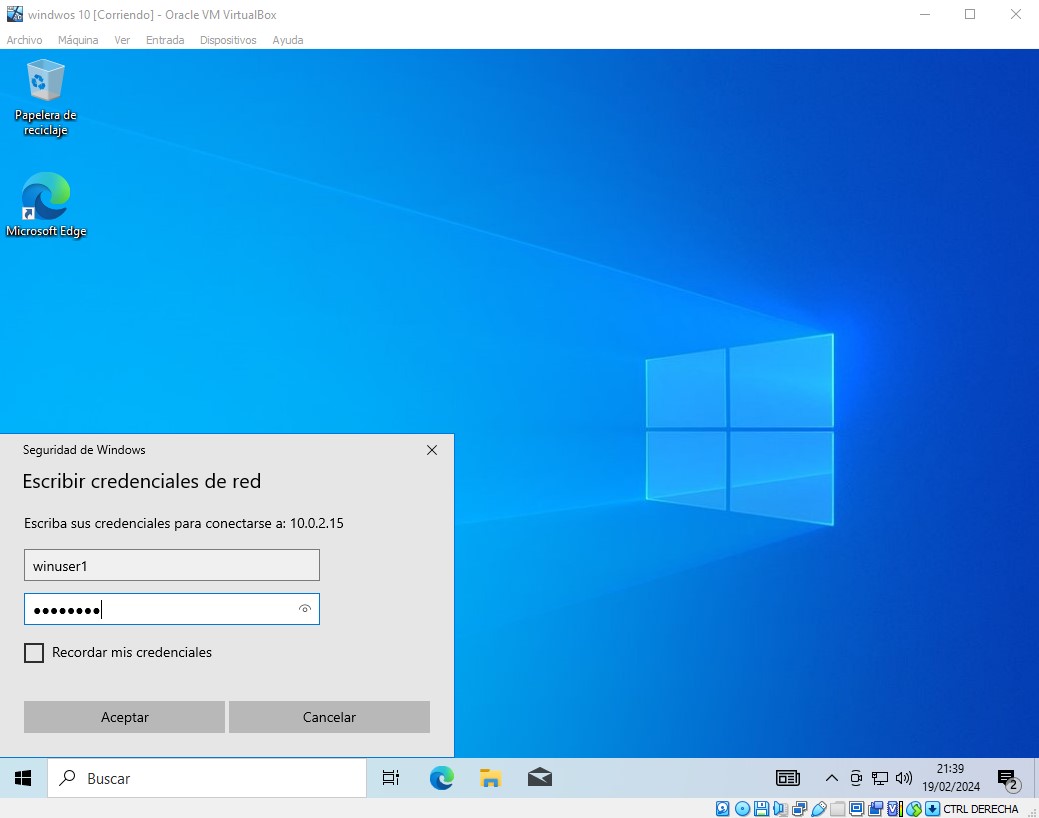 windwos 10 [Corriendo] - Oracle VM VirtualBox
Archivo Máquina Ver Entrada Dispositivos Ayuda
Papelera de
reciclaje
Microsoft Edge
Seguridad de Windows
Escribir credenciales de red
Escriba sus credenciales para conectarse a: 10.0.2.15
winuser1
●●●●●●●●
Recordar mis credenciales
Aceptar Cancelar
Buscar
21:39
19/02/2024
2
CTRL DERECHA